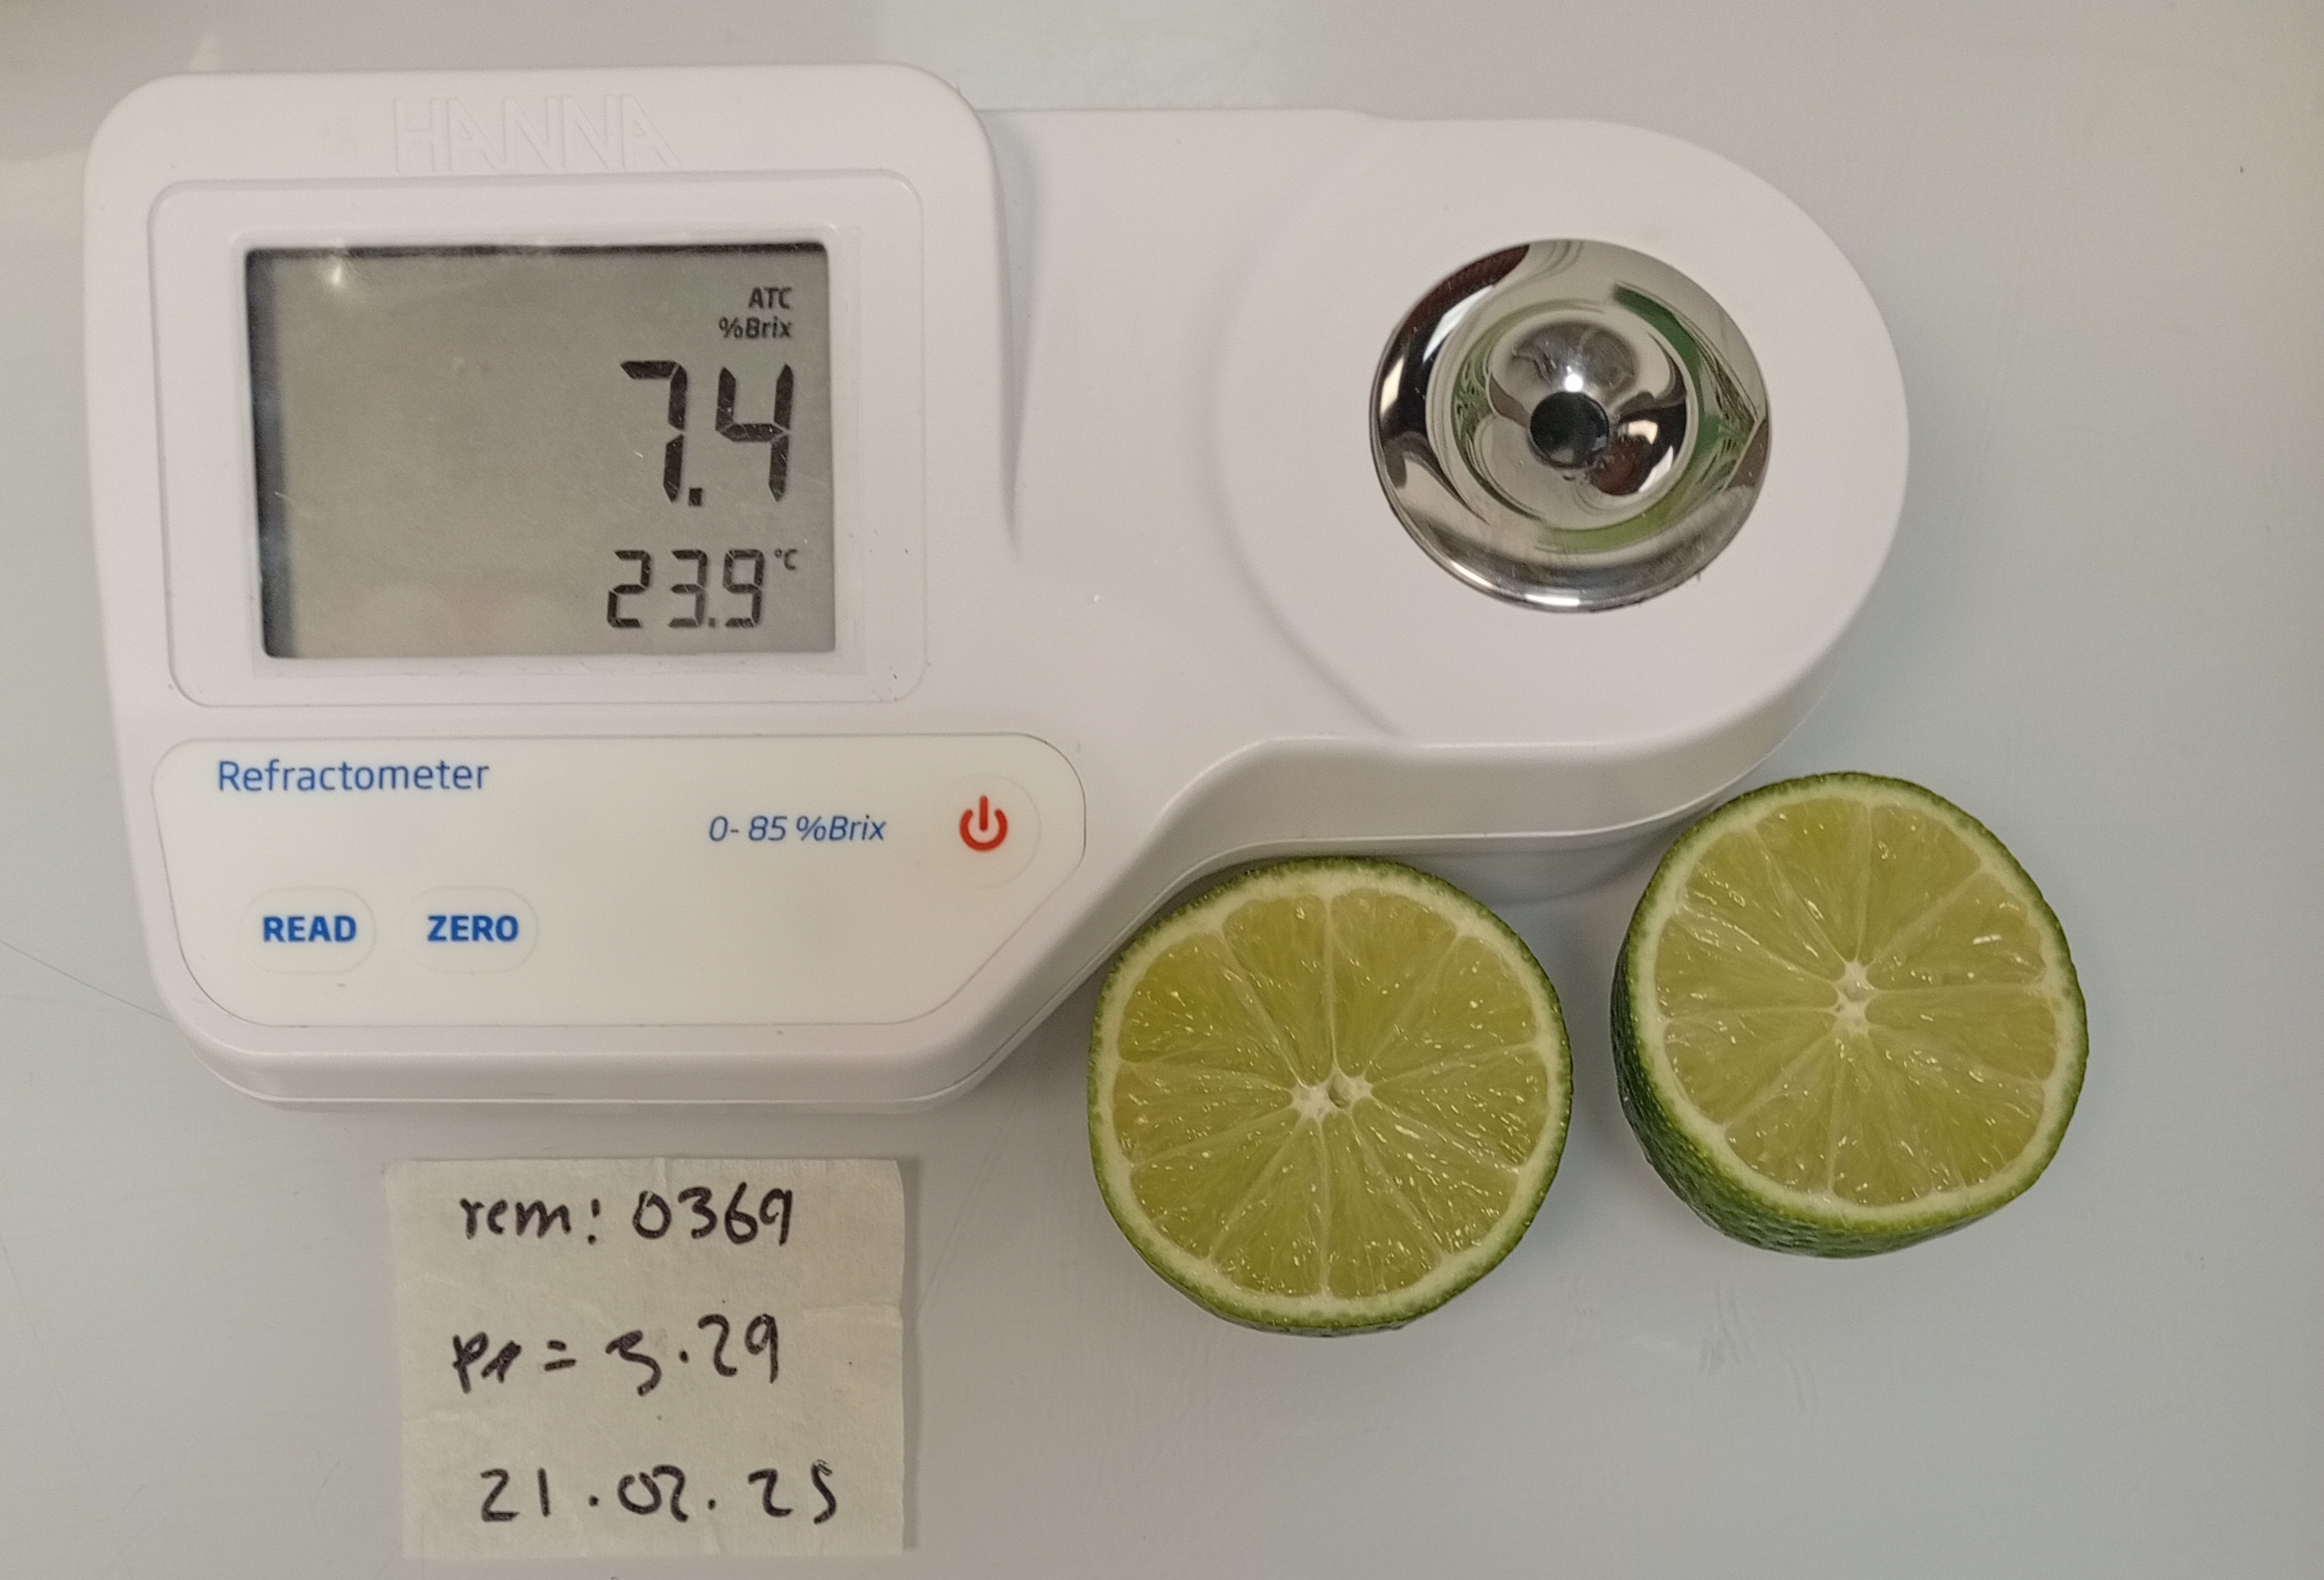 HANNA
ATC
%Brix
7.4
23.9°C
Refractometer
0- 85 %Brix
READ ZERO
rem: 0369
PH = 3.29
21.02.25